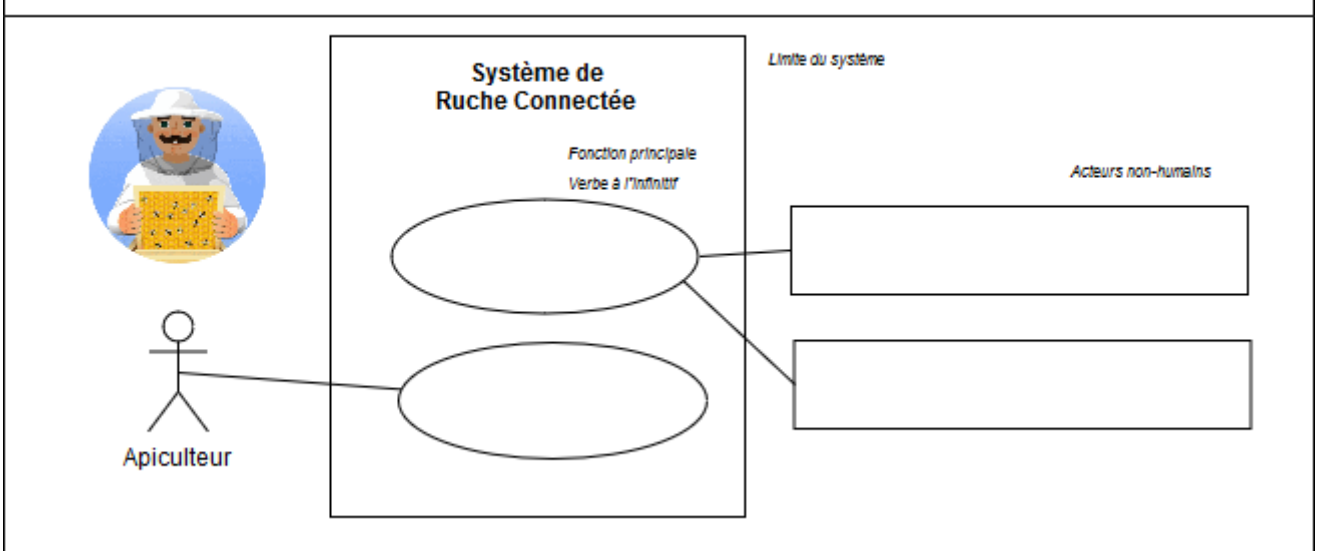 Limite du système
Système de
Ruche Connectée
Fonction principale
Verbe à l'infinitif
Acteurs non-humains
Apiculteur